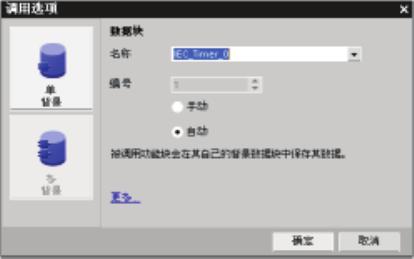 调用选项
数据块
名称
IEC_Timer_0
编号
1
手动
自动
被调用功能块会在其自己的背景数据块中保存其数据。
单个
背景
多重
背景
更多...
确定
取消